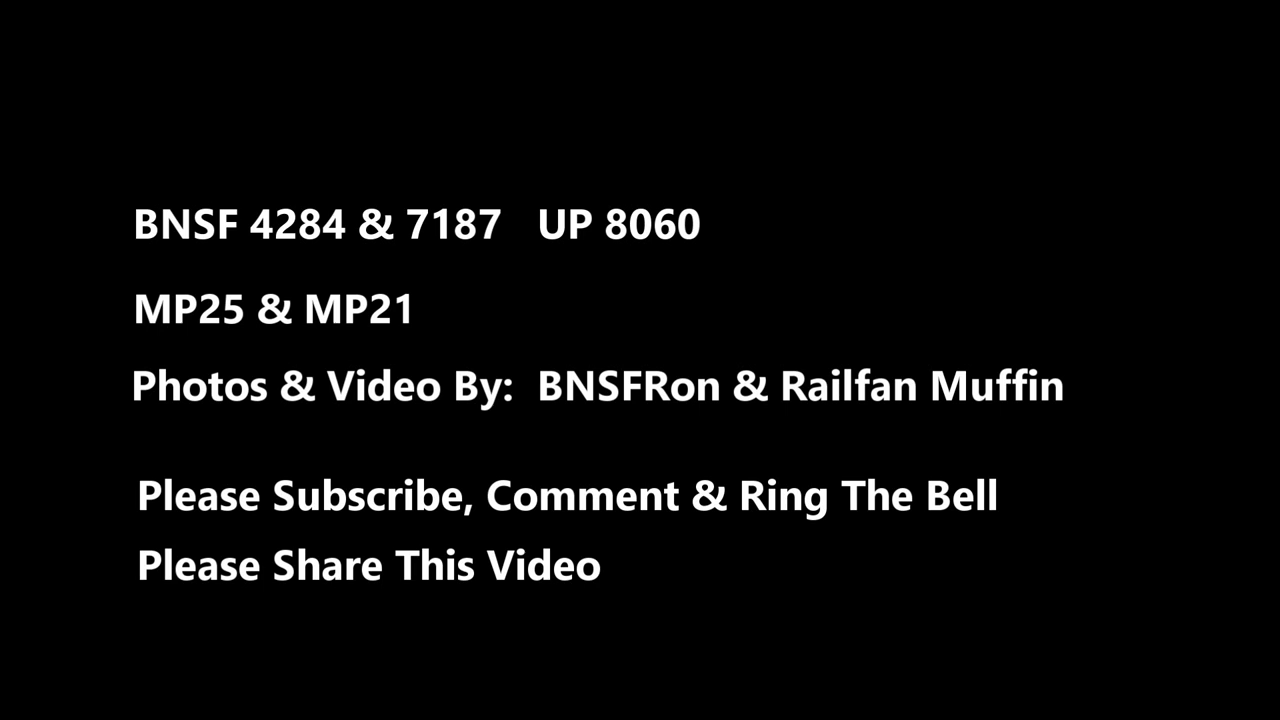 BNSF 4284 & 7187   UP 8060
MP25 & MP21
Photos & Video By:  BNSFRon & Railfan Muffin
Please Subscribe, Comment & Ring The Bell
Please Share This Video